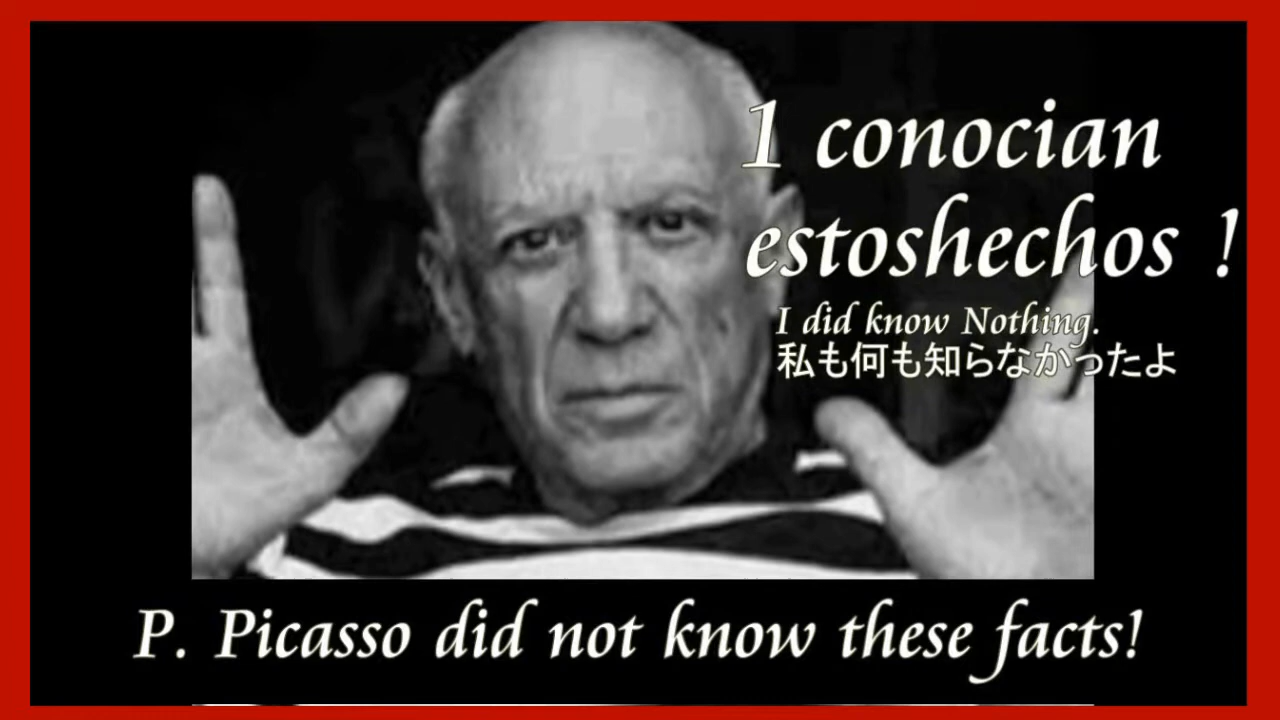 1 conocian
estoshechos !
I did know Nothing.
私も何も知らなかったよ
P. Picasso did not know these facts!